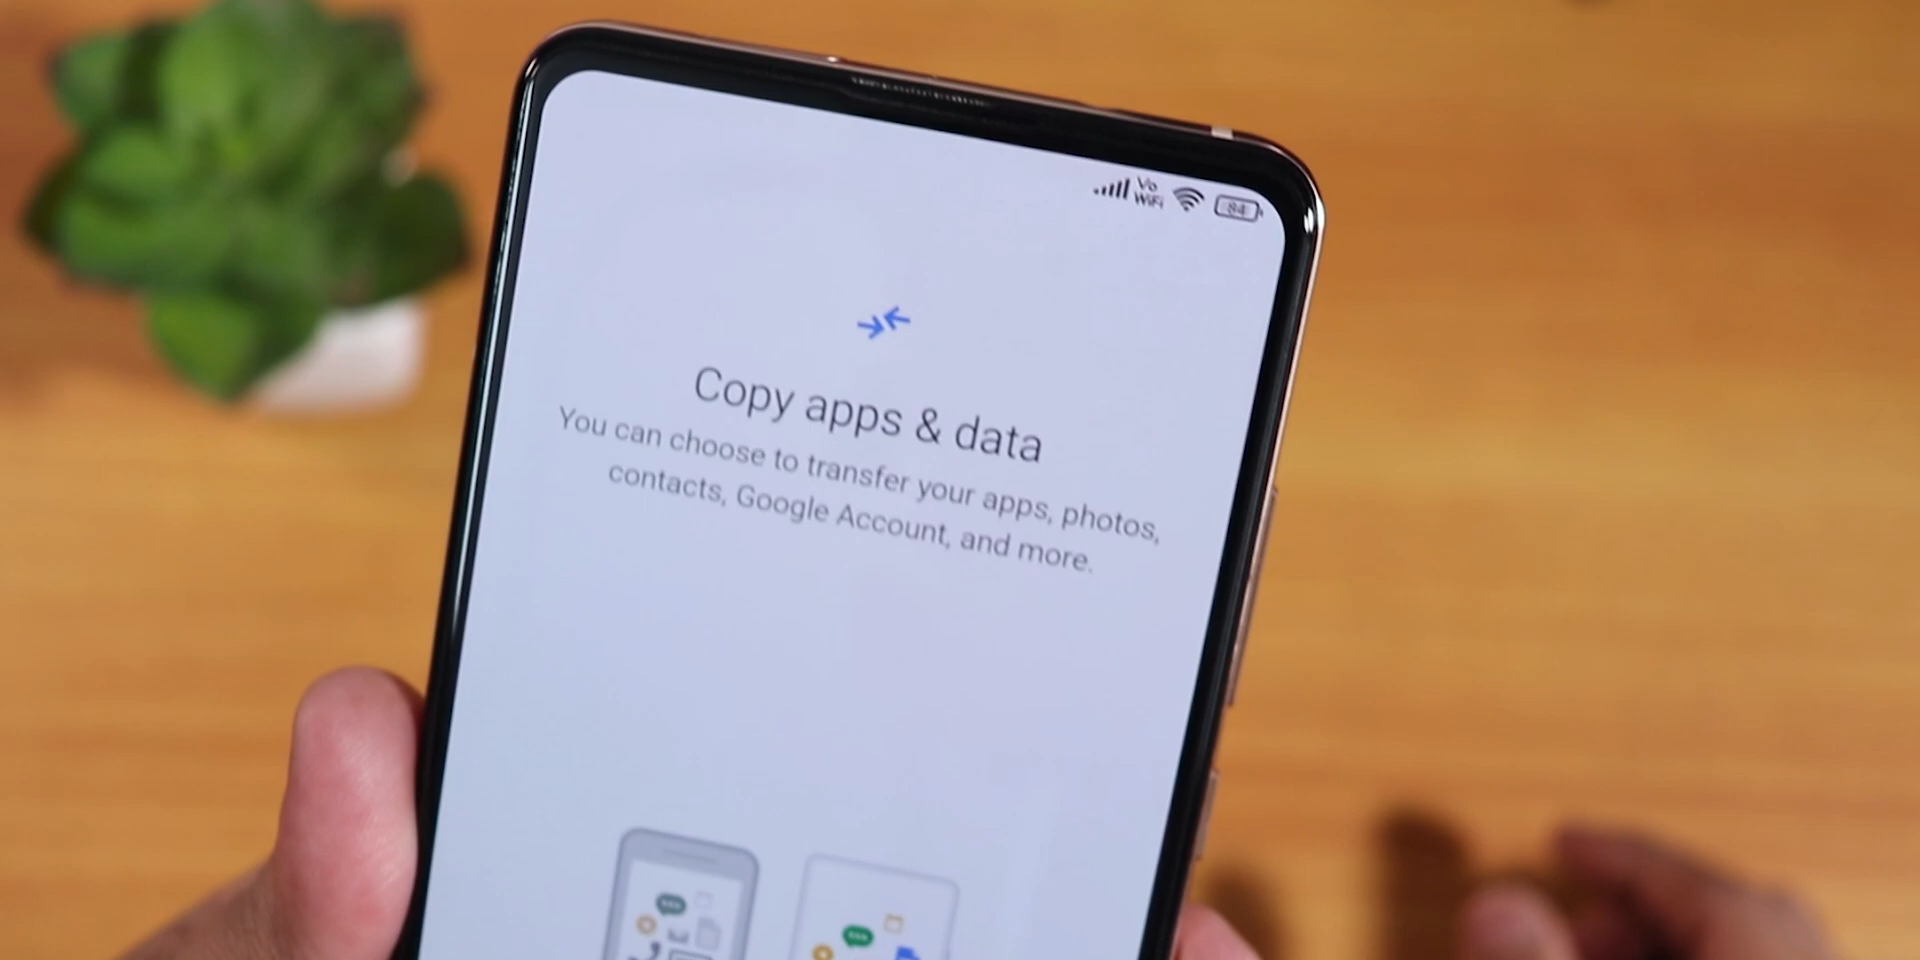 Vo
WiFi
84
Copy apps & data
You can choose to transfer your apps, photos,
contacts, Google Account, and more.